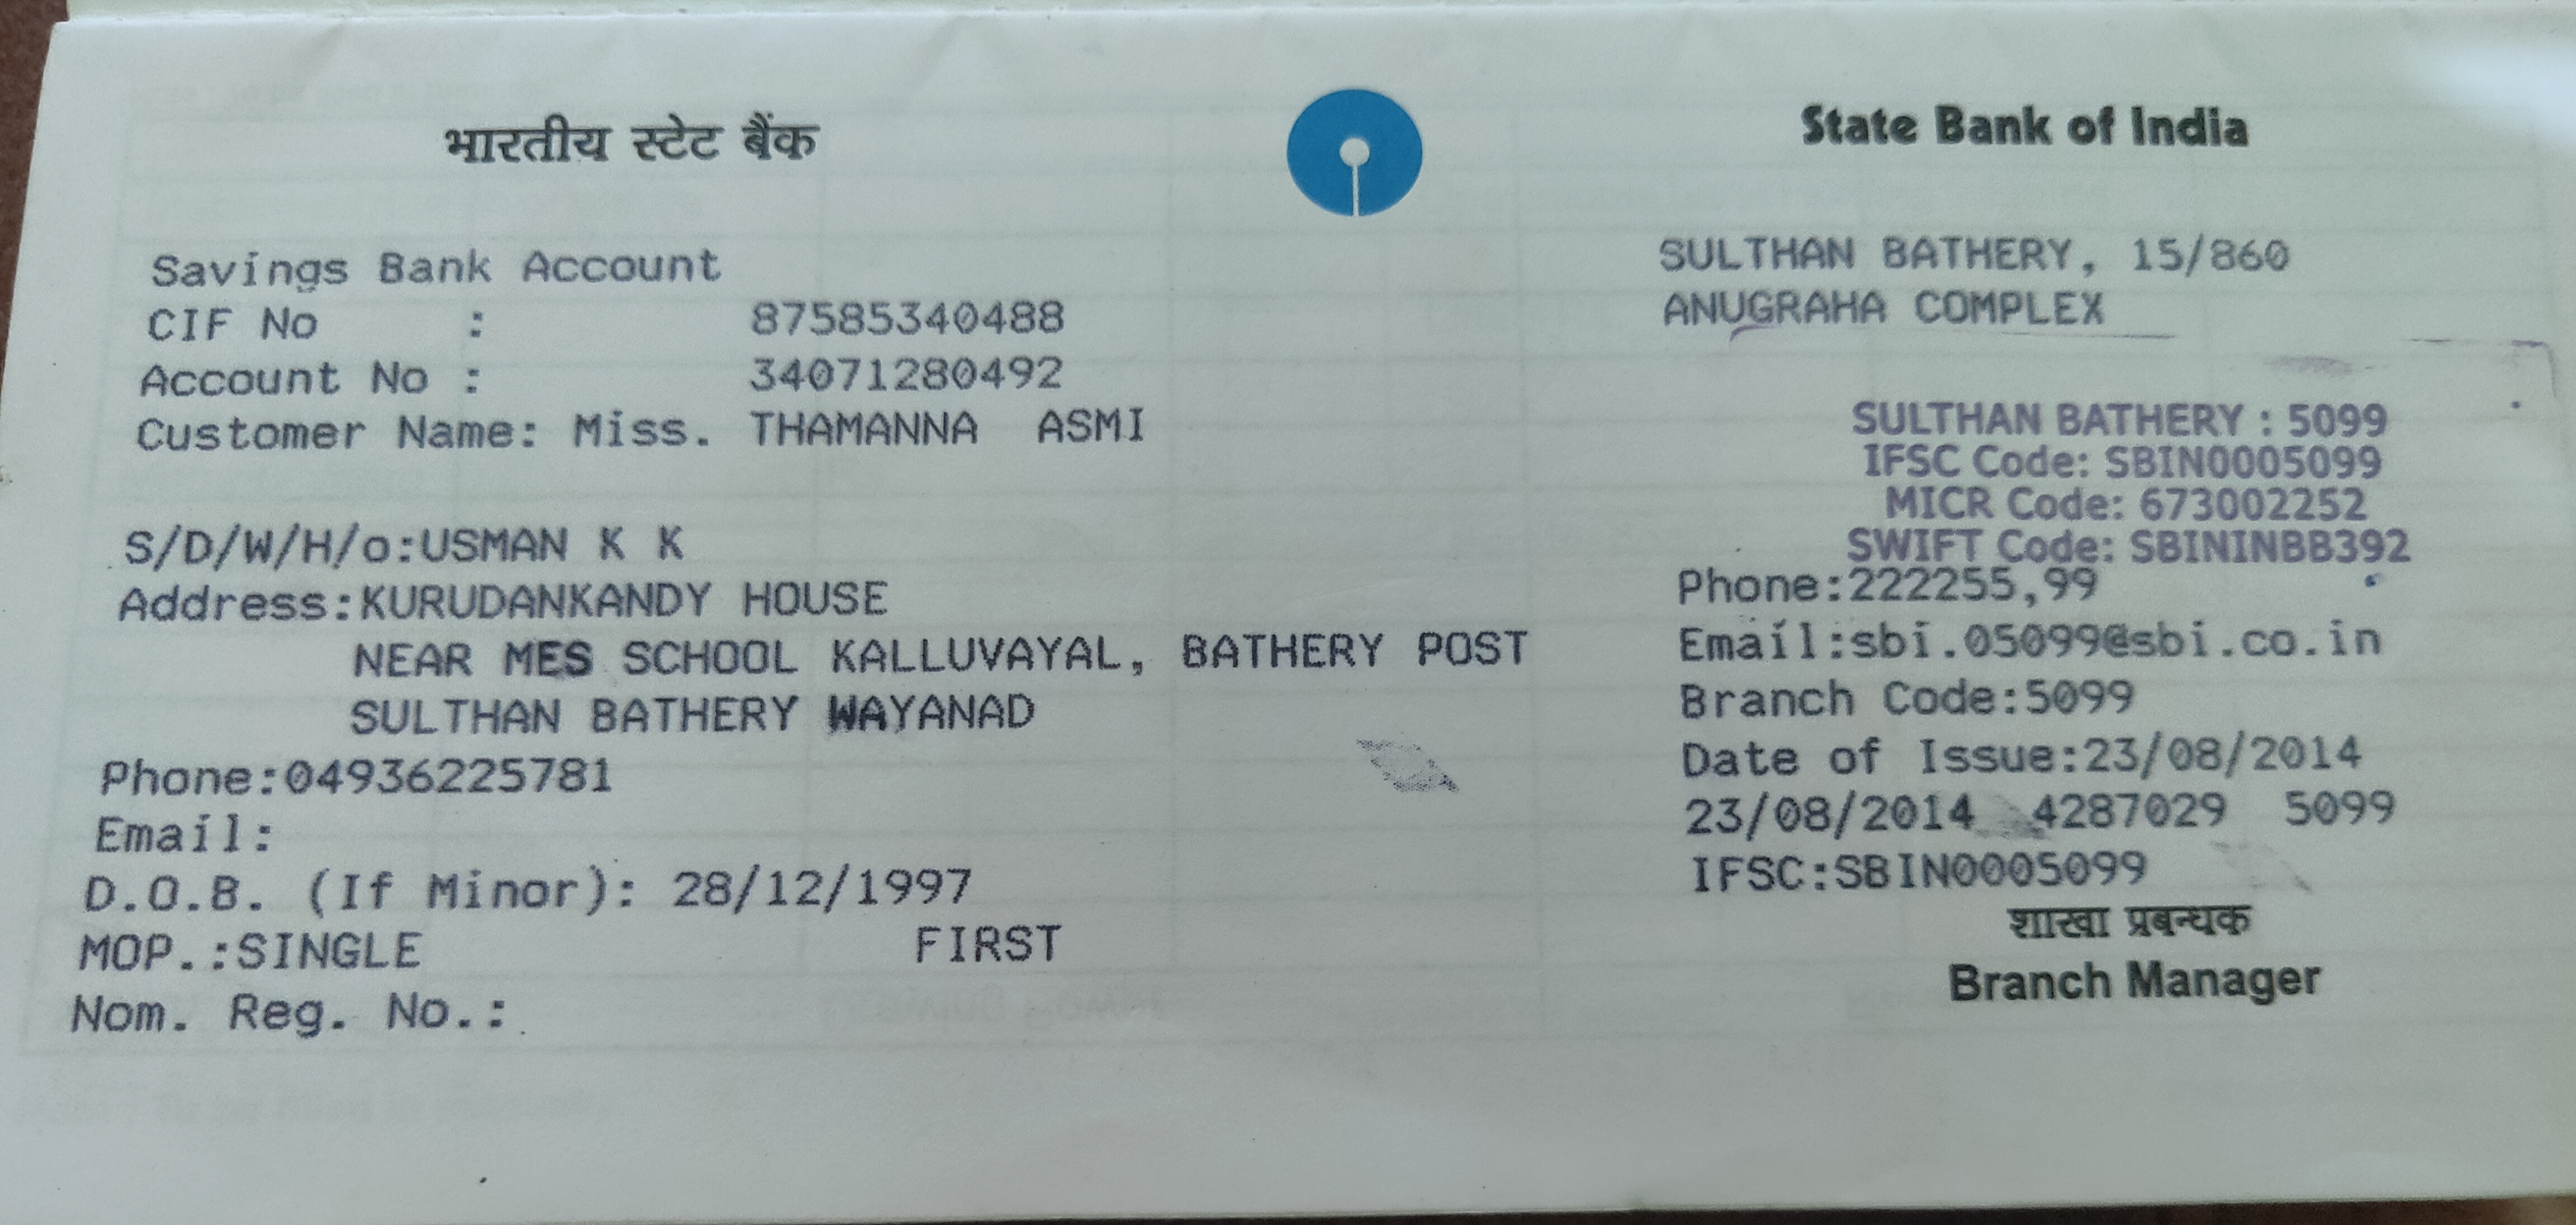 भारतीय स्टेट बैंक
State Bank of India
Savings Bank Account
CIF No : 87585340488
Account No : 34071280492
Customer Name: Miss. THAMANNA ASMI
S/D/W/H/o:USMAN K K
Address:KURUDANKANDY HOUSE
NEAR MES SCHOOL KALLUVAYAL, BATHERY POST
SULTHAN BATHERY WAYANAD
Phone:04936225781
Email:
D.O.B. (If Minor): 28/12/1997
MOP.:SINGLE FIRST
Nom. Reg. No.:
SULTHAN BATHERY, 15/860
ANUGRAHA COMPLEX
SULTHAN BATHERY : 5099
IFSC Code: SBIN0005099
MICR Code: 673002252
SWIFT Code: SBININBB392
Phone:222255,99
Email:sbi.05099@sbi.co.in
Branch Code:5099
Date of Issue:23/08/2014
23/08/2014 4287029 5099
IFSC:SBIN0005099
शाखा प्रबन्धक
Branch Manager